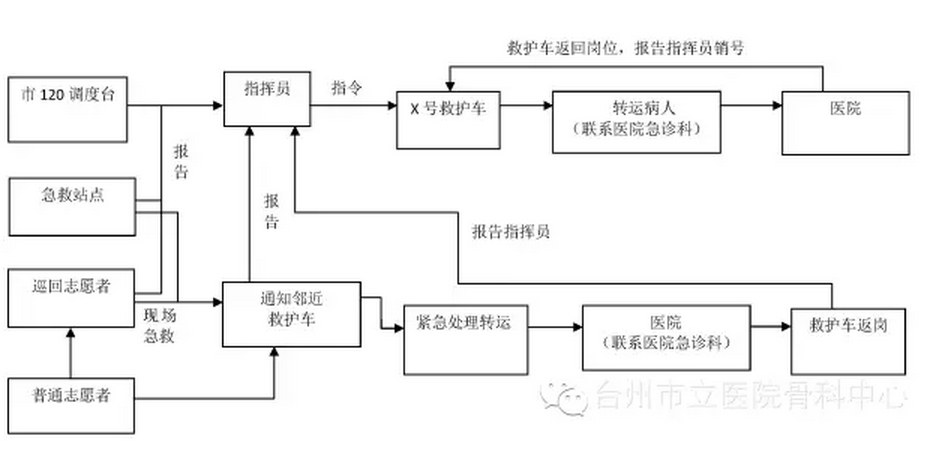 救护车返回岗位，报告指挥员销号
市 120 调度台
指挥员
指令
X 号救护车
转运病人
（联系医院急诊科）
医院
报
告
急救站点
报
告
报告指挥员
巡回志愿者
现场
急救
通知邻近
救护车
紧急处理转运
医院
（联系医院急诊科）
救护车返岗
普通志愿者
台州市立医院骨科中心